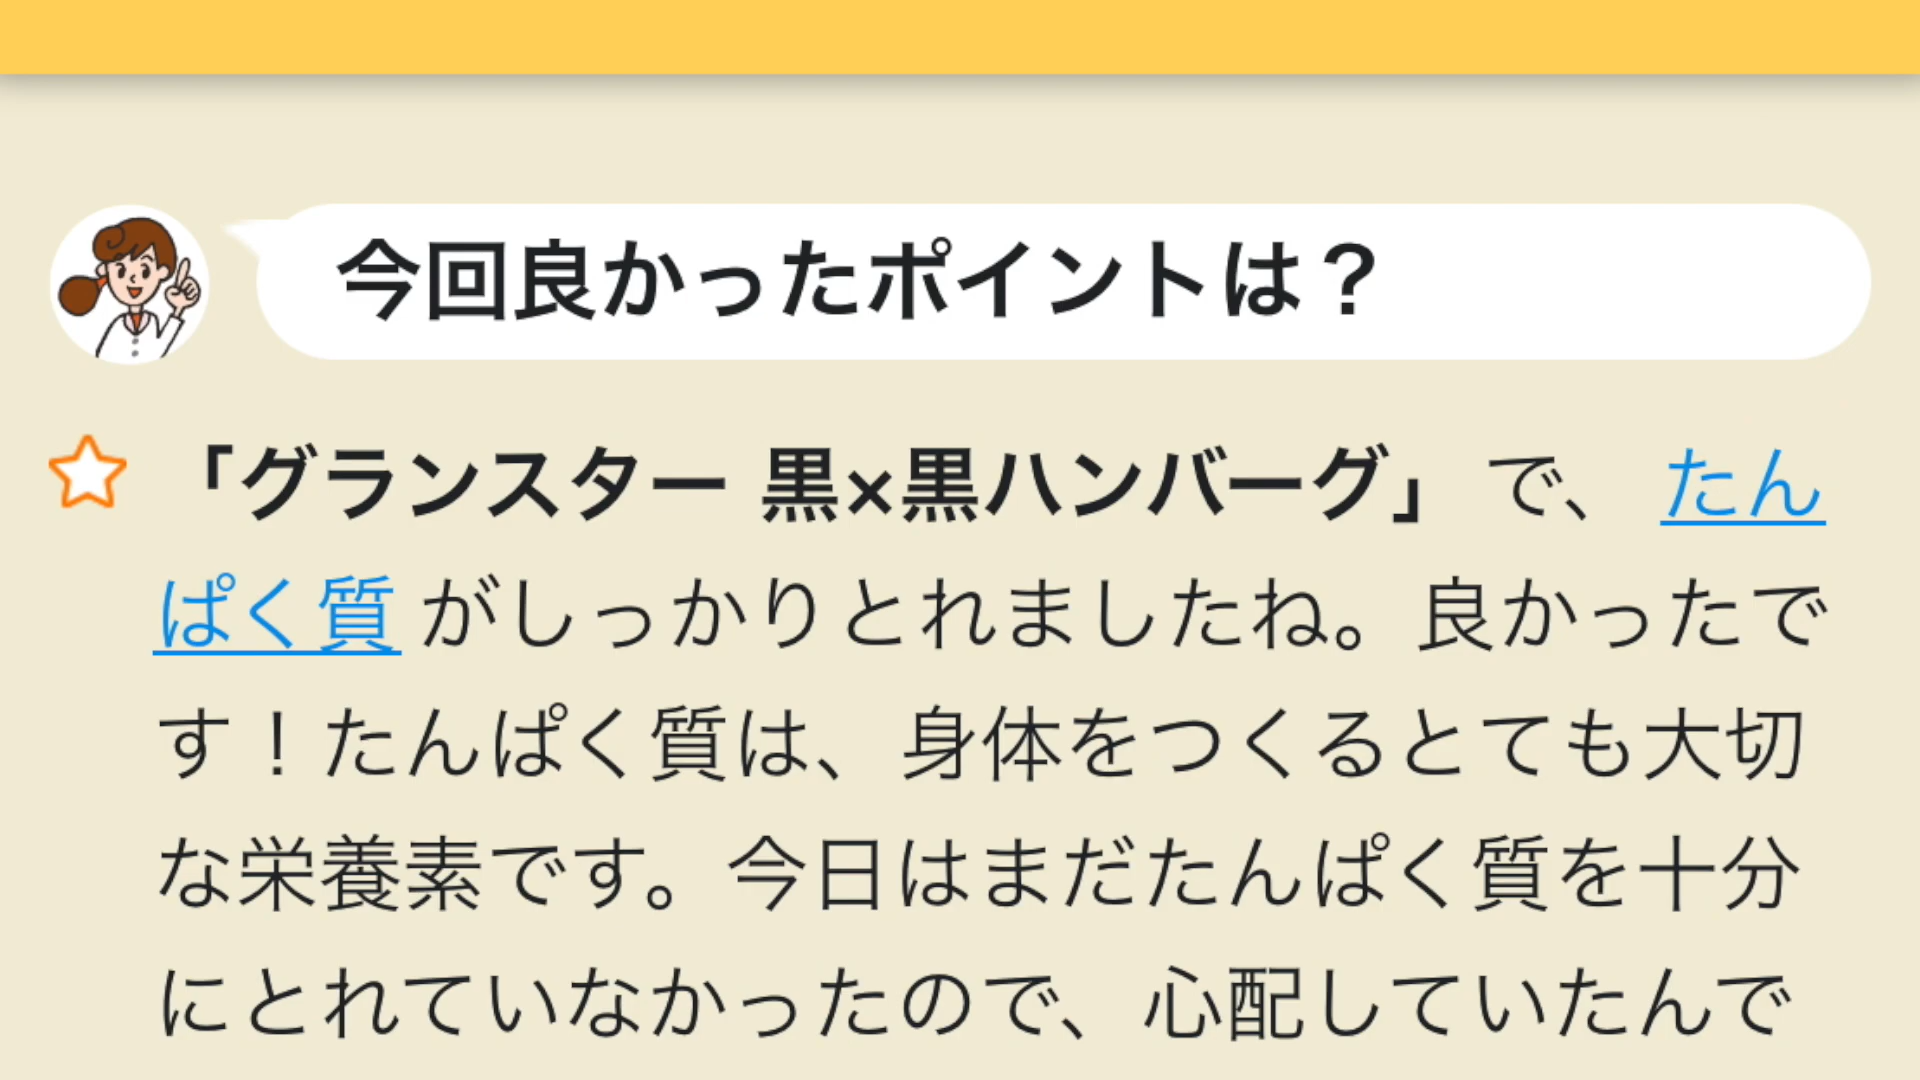 今回良かったポイントは？
「グランスター 黒×黒ハンバーグ」で、 たん
ぱく質 がしっかりとれましたね。良かったで
す！たんぱく質は、身体をつくるとても大切
な栄養素です。今日はまだたんぱく質を十分
にとれていなかったので、心配していたんで